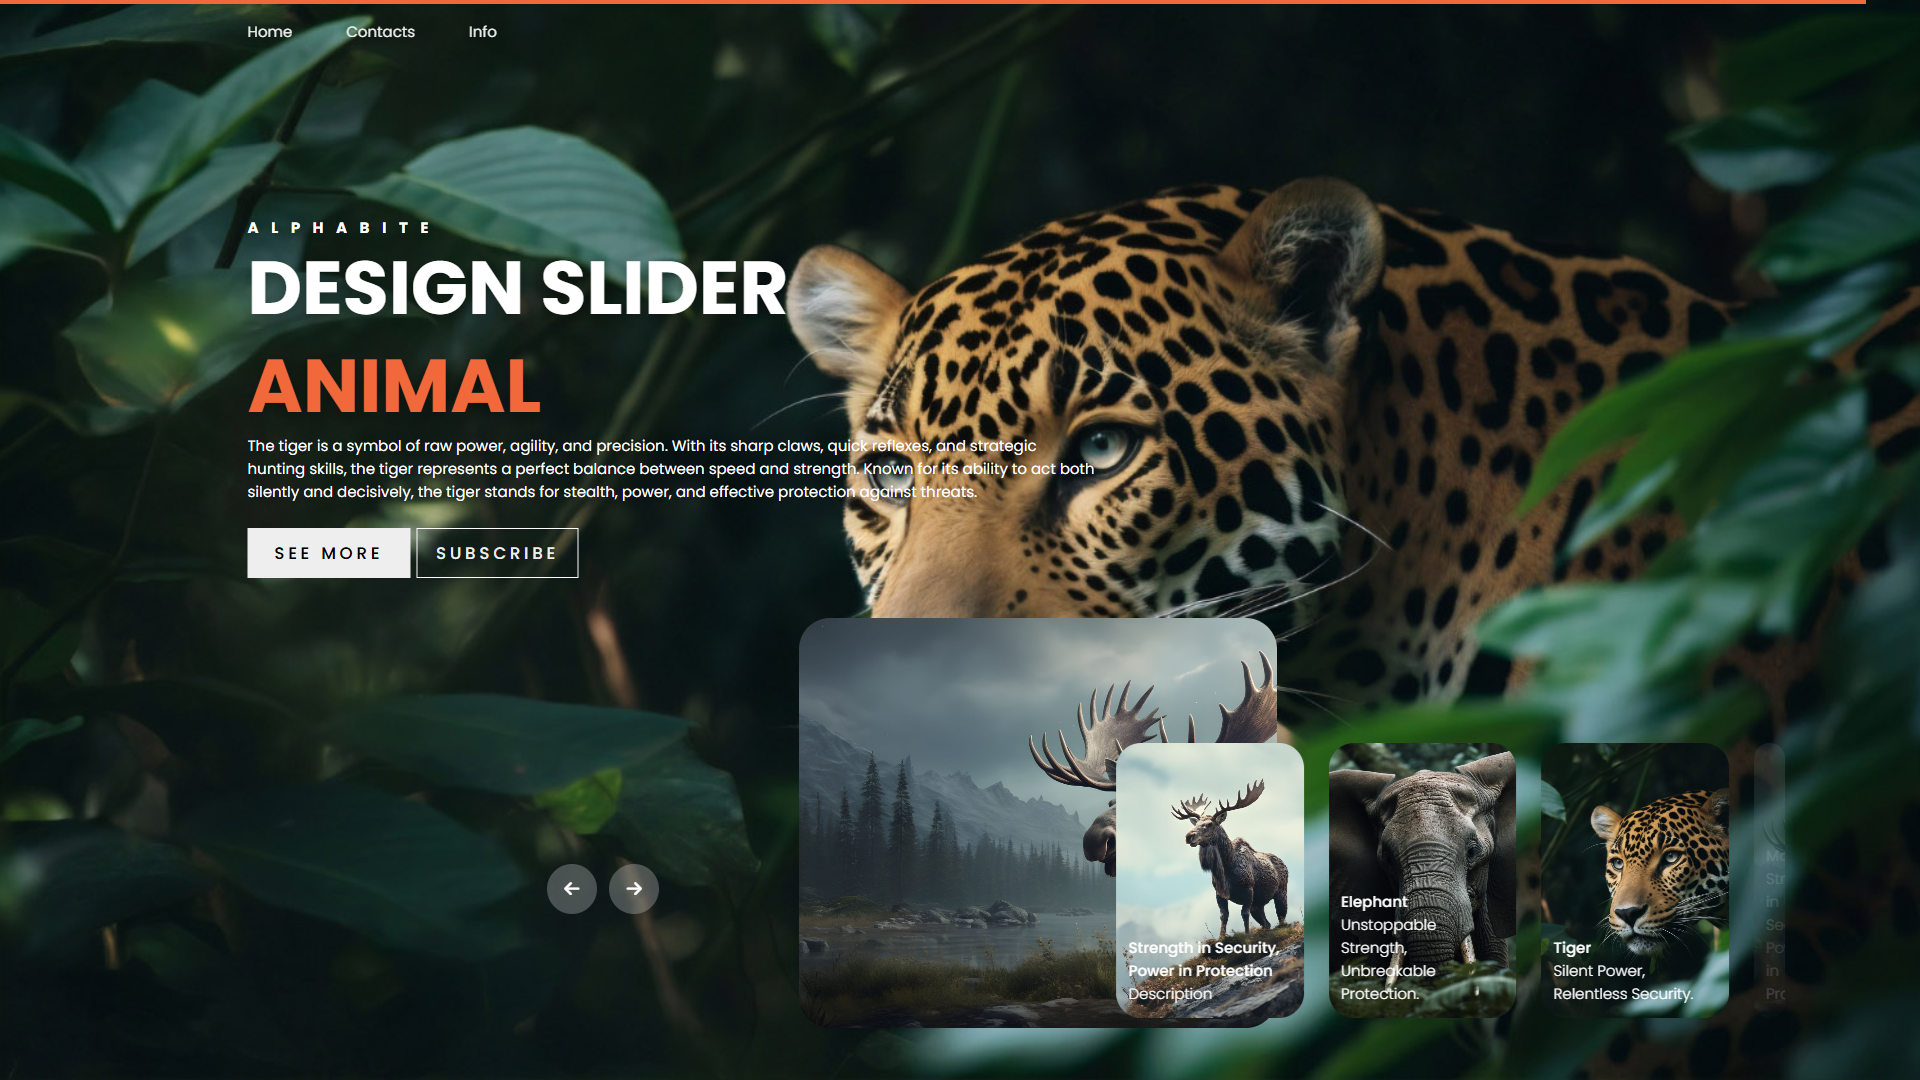 Home Contacts Info
ALPHABITE
DESIGN SLIDER
ANIMAL
The tiger is a symbol of raw power, agility, and precision. With its sharp claws, quick reflexes, and strategic
hunting skills, the tiger represents a perfect balance between speed and strength. Known for its ability to act both
silently and decisively, the tiger stands for stealth, power, and effective protection against threats.
SEE MORE SUBSCRIBE
Strength in Security,
Power in Protection
Description
Elephant
Unstoppable
Strength,
Unbreakable
Protection.
Tiger
Silent Power,
Relentless Security.